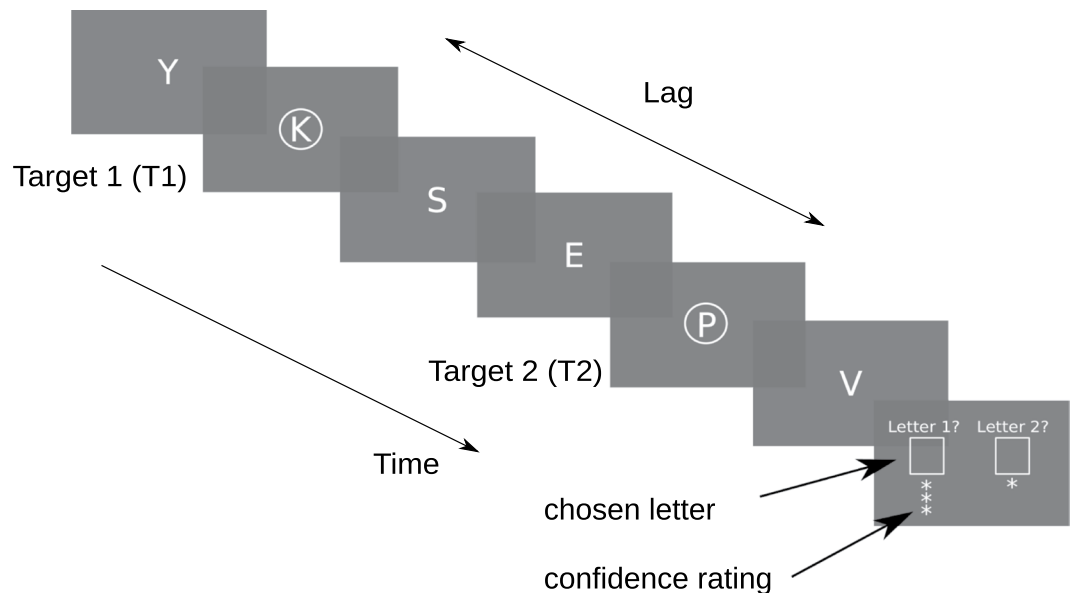 Y
Lag
K
Target 1 (T1)
S
E
P
Target 2 (T2)
V
Letter 1? Letter 2?
Time
* *
*
*
chosen letter
confidence rating